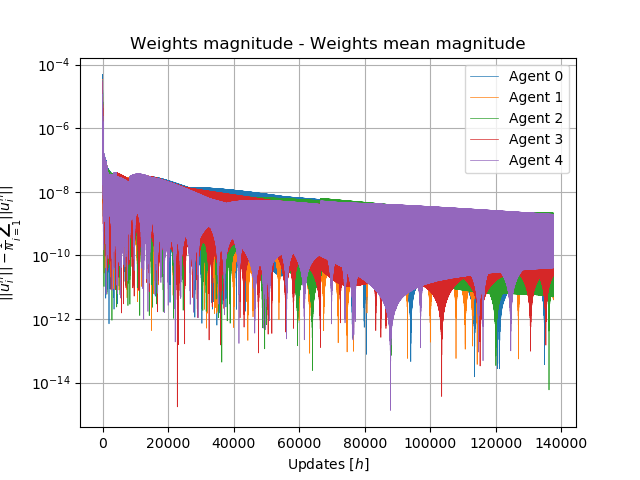 Weights magnitude - Weights mean magnitude
10⁻⁴
10⁻⁶
10⁻⁸
10⁻¹⁰
10⁻¹²
10⁻¹⁴
Agent 0
Agent 1
Agent 2
Agent 3
Agent 4
0
20000
40000
60000
80000
100000
120000
140000
Updates [h]